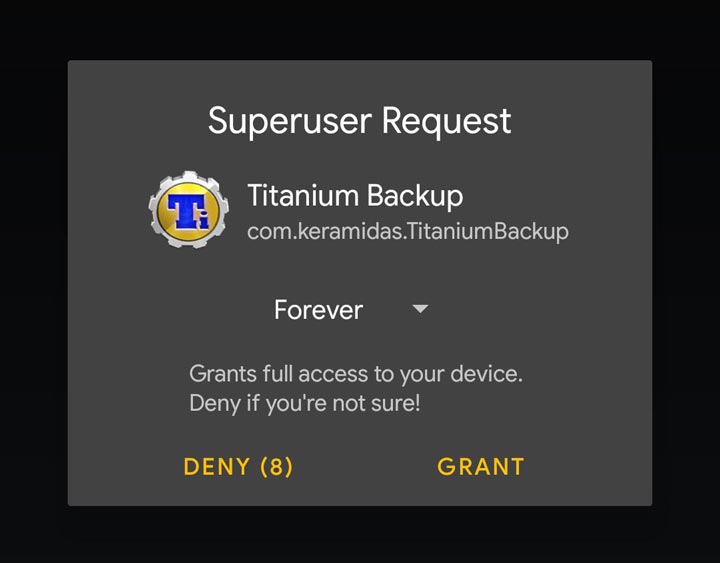 Superuser Request
Ti
Titanium Backup
com.keramidas.TitaniumBackup
Forever
Grants full access to your device.
Deny if you're not sure!
DENY (8)
GRANT